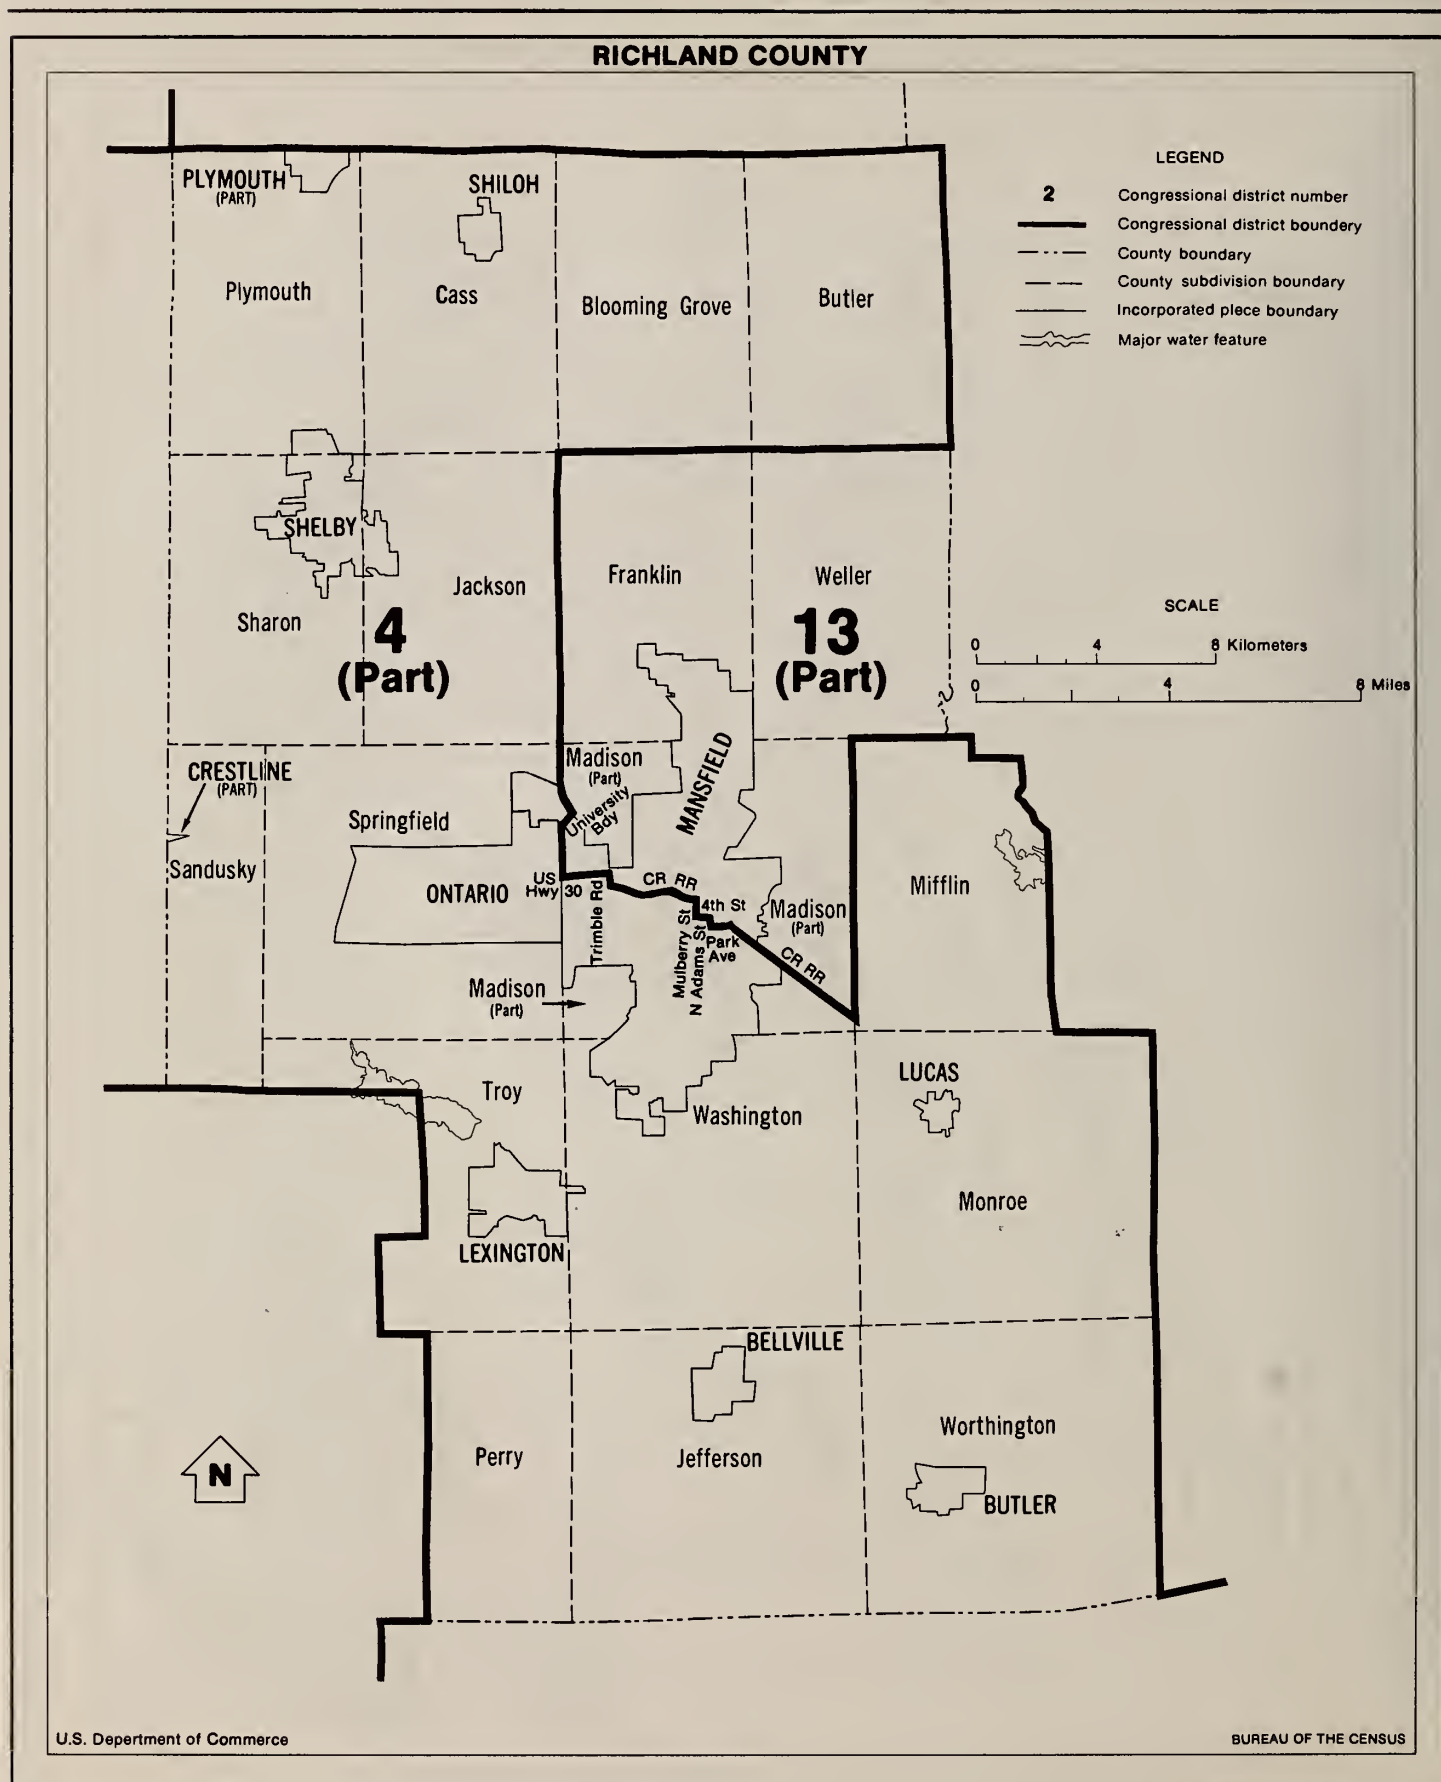 RICHLAND COUNTY
LEGEND
2 Congressional district number
Congressional district boundery
County boundary
County subdivision boundary
Incorporated plece boundary
Major water feature
PLYMOUTH
(PART)
SHILOH
Plymouth
Cass
Blooming Grove
Butler
SHELBY
Sharon
Jackson
Franklin
Weller
4
(Part)
13
(Part)
SCALE
0 4 8 Kilometers
0 4 8 Miles
CRESTLINE
(PART)
Sandusky
Springfield
ONTARIO
Madison
(Part)
University
Bdy
MANSFIELD
US
Hwy 30
CR RR
Trimble Rd
4th St
Mulberry St
N Adams St
Park
Ave
CR RR
Madison
(Part)
Mifflin
Madison
(Part)
Troy
Washington
LUCAS
Monroe
LEXINGTON
BELLVILLE
Perry
Jefferson
Worthington
BUTLER
N
U.S. Depertment of Commerce
BUREAU OF THE CENSUS